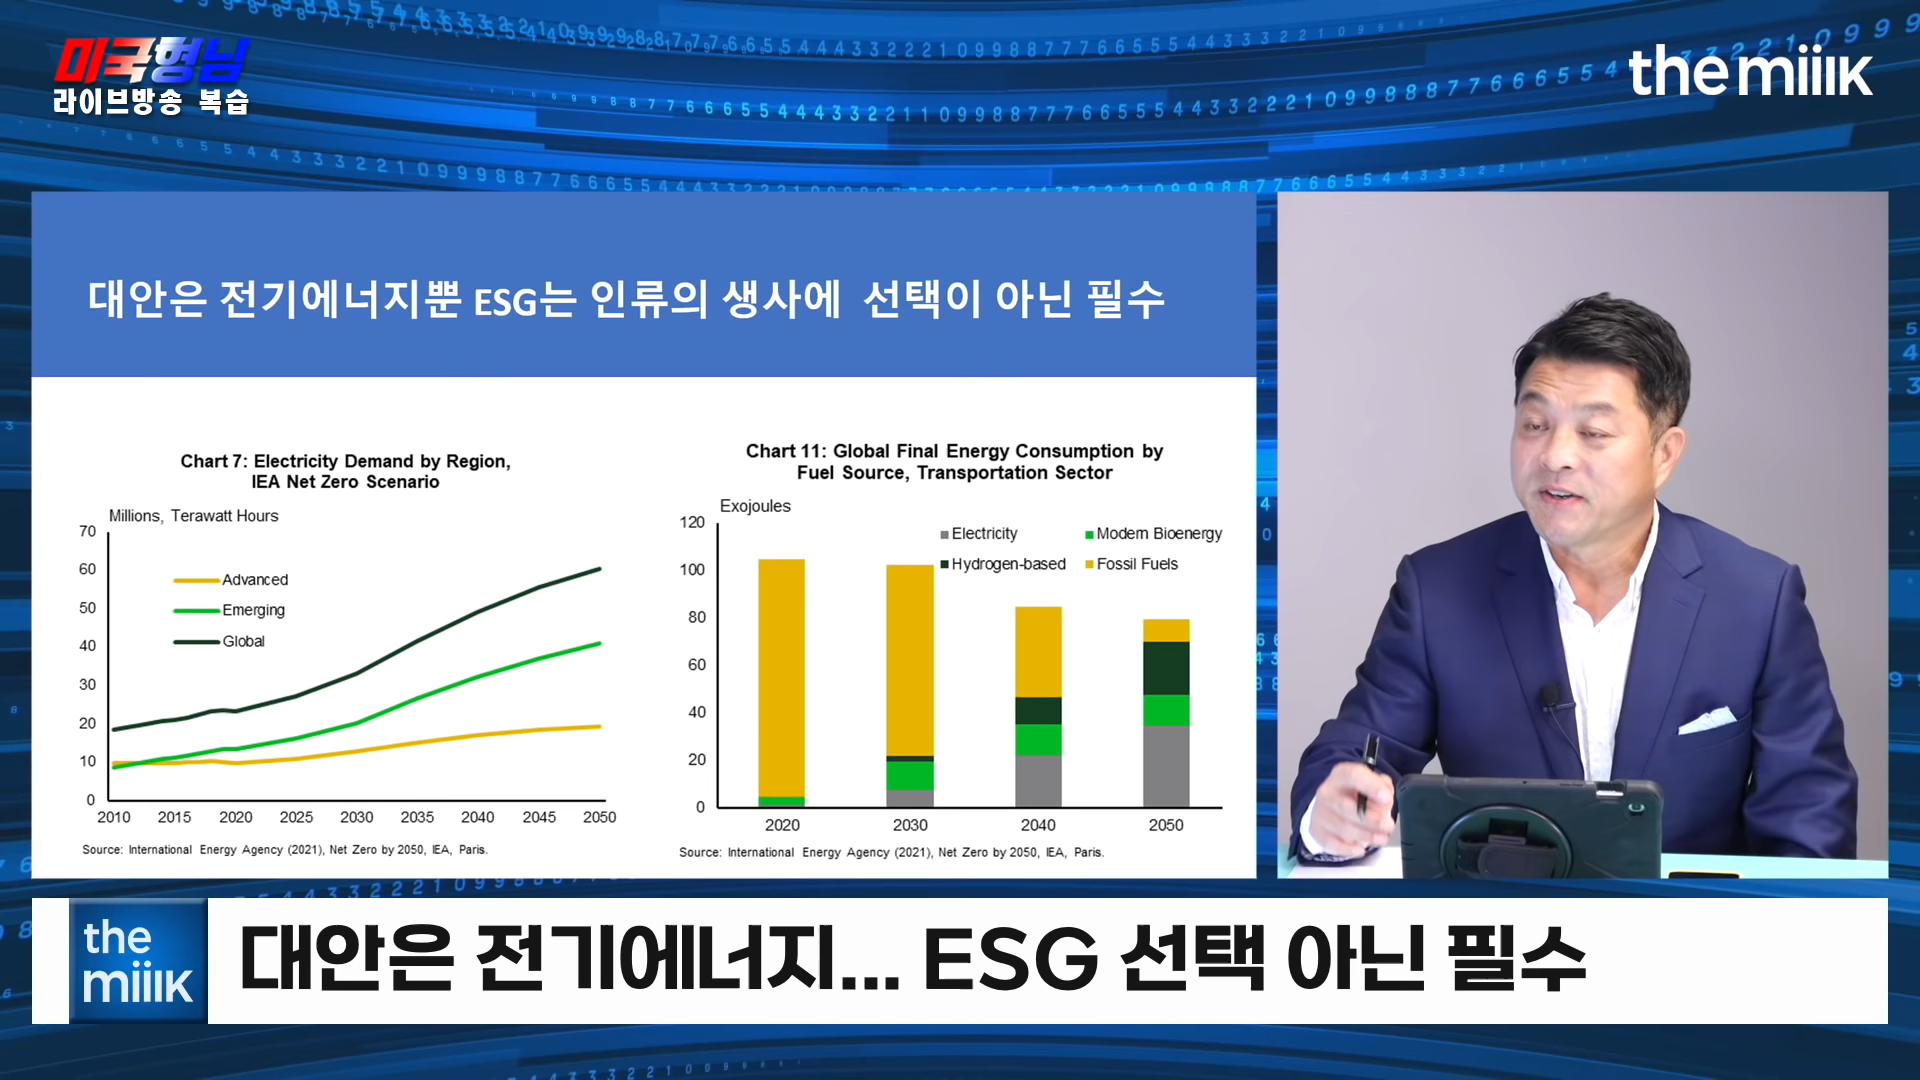 미국형님
라이브방송 복습
the miiik
대안은 전기에너지뿐 ESG는 인류의 생사에 선택이 아닌 필수
Chart 7: Electricity Demand by Region,
IEA Net Zero Scenario
Millions, Terawatt Hours
70
60
50
40
30
20
10
0
Advanced
Emerging
Global
2010 2015 2020 2025 2030 2035 2040 2045 2050
Source: International Energy Agency (2021), Net Zero by 2050, IEA, Paris.
Chart 11: Global Final Energy Consumption by
Fuel Source, Transportation Sector
Exojoules
120
100
80
60
40
20
0
Electricity Modern Bioenergy
Hydrogen-based Fossil Fuels
2020 2030 2040 2050
Source: International Energy Agency (2021), Net Zero by 2050, IEA, Paris.
the
miiik
대안은 전기에너지... ESG 선택 아닌 필수